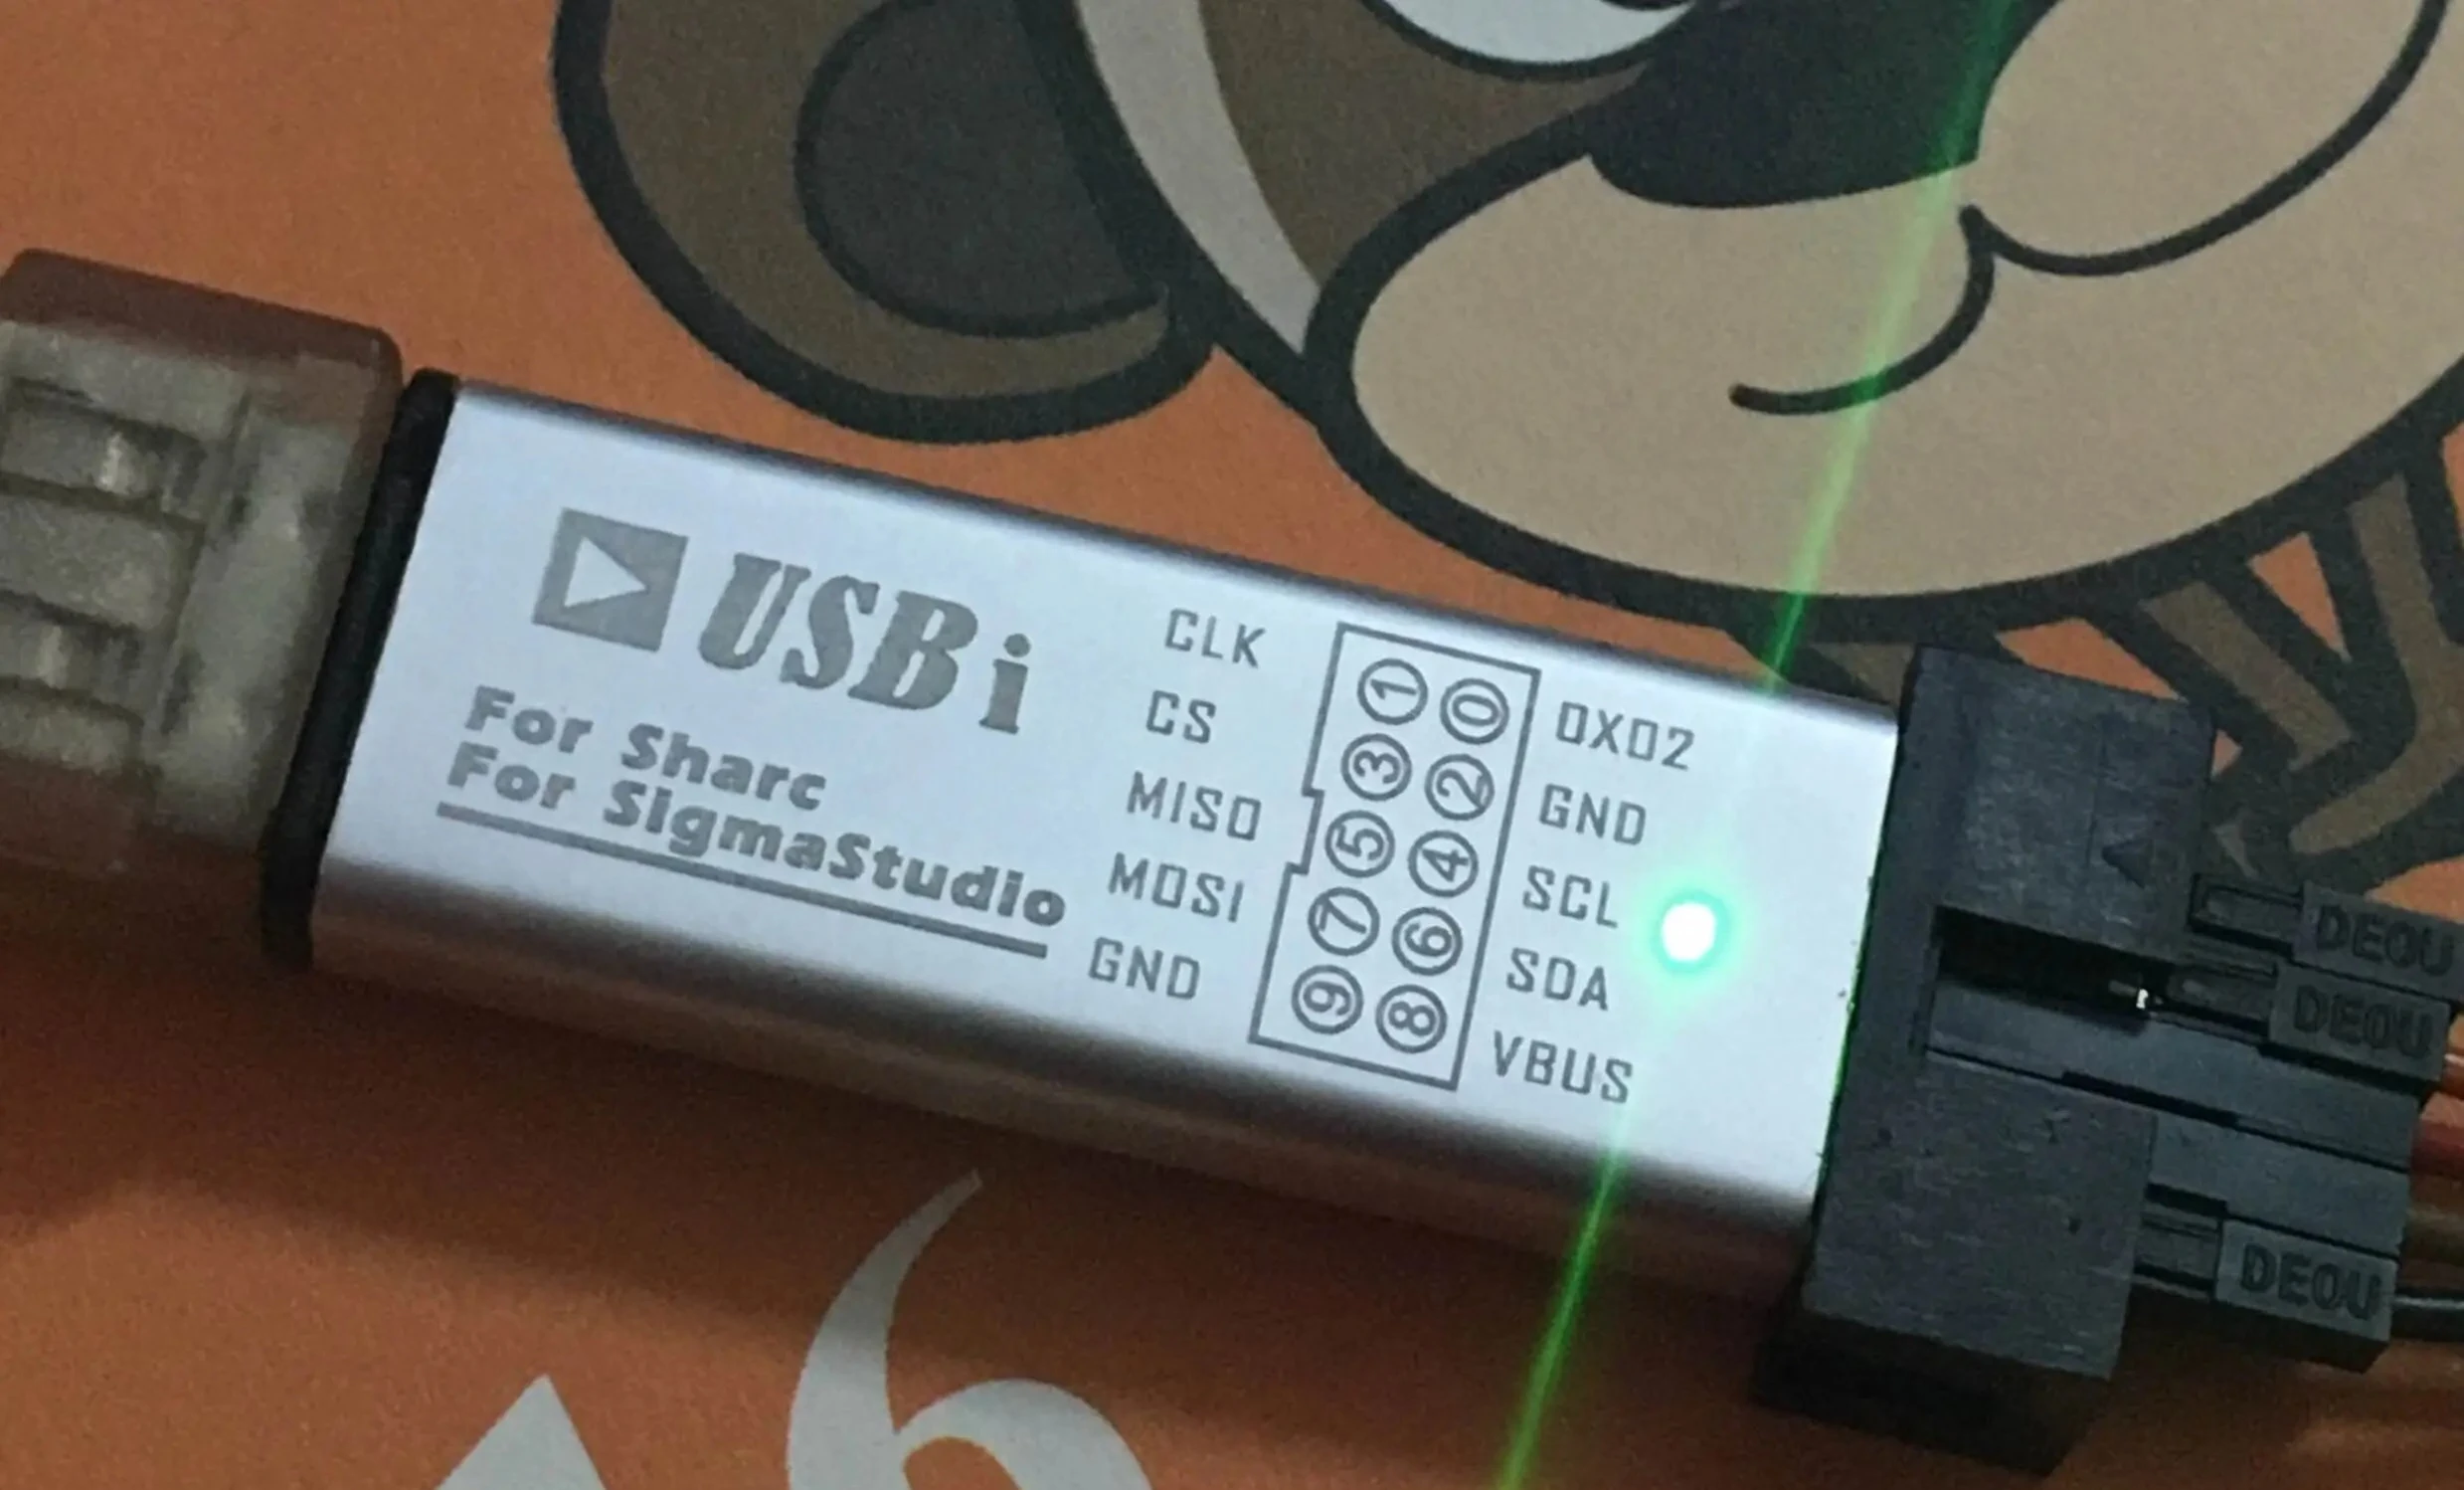 USBi
For Sharc
For SigmaStudio
CLK
CS
MISO
MOSI
GND
1 0
3 2
5 4
7 6
9 8
0X02
GND
SCL
SDA
VBUS
DEOU
DEOU
DEOU